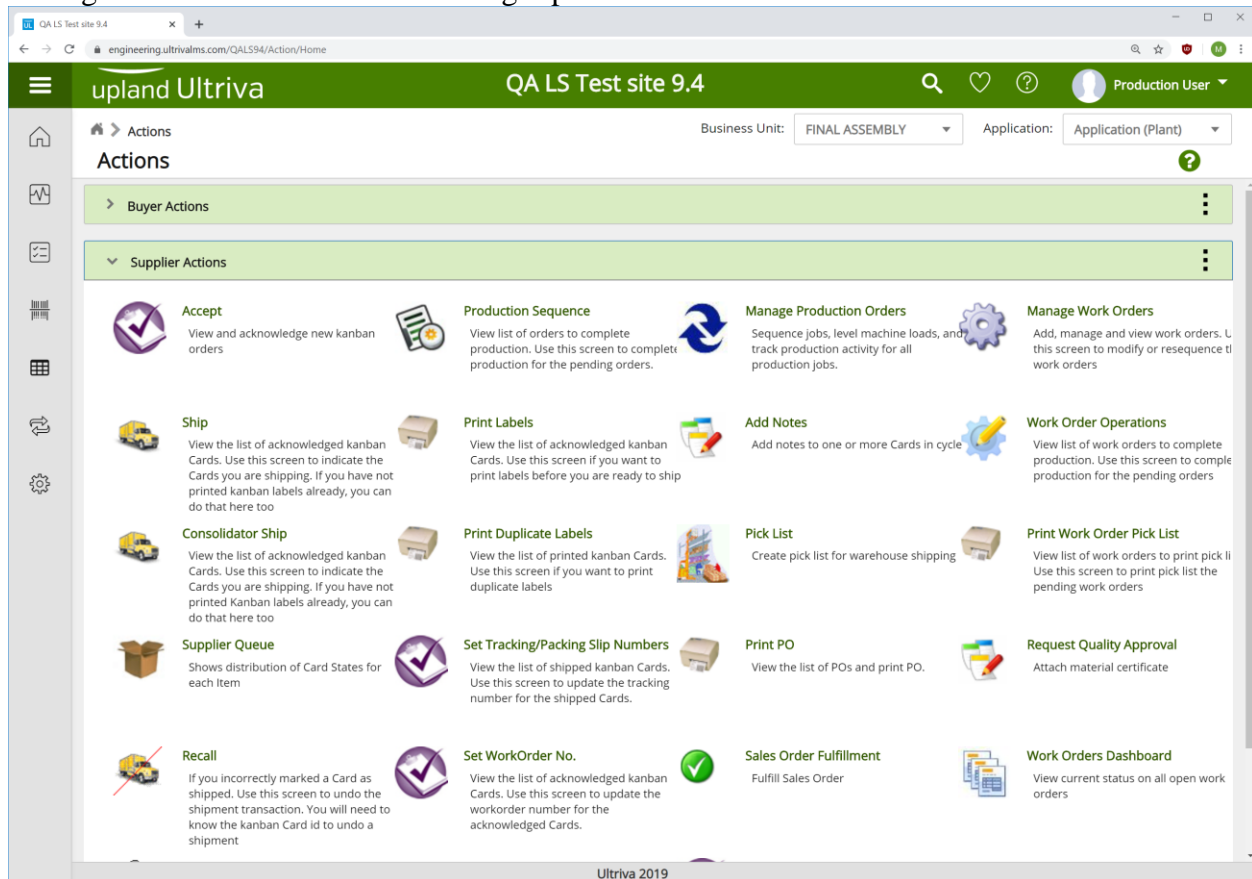 QA LS Test site 9.4
engineering.ultrivalms.com/QALS94/Action/Home
M
upland Ultriva
QA LS Test site 9.4
Production User
Actions
Business Unit:
FINAL ASSEMBLY
Application:
Application (Plant)
Actions
Buyer Actions
Supplier Actions
Accept
View and acknowledge new kanban
orders
Production Sequence
View list of orders to complete
production. Use this screen to complete
production for the pending orders.
Manage Production Orders
Sequence jobs, level machine loads, and
track production activity for all
production jobs.
Manage Work Orders
Add, manage and view work orders. U
this screen to modify or resequence t
work orders
Ship
View the list of acknowledged kanban
Cards. Use this screen to indicate the
Cards you are shipping. If you have not
printed kanban labels already, you can
do that here too
Print Labels
View the list of acknowledged kanban
Cards. Use this screen if you want to
print labels before you are ready to ship
Add Notes
Add notes to one or more Cards in cycle
Work Order Operations
View list of work orders to complete
production. Use this screen to comple
production for the pending orders
Consolidator Ship
View the list of acknowledged kanban
Cards. Use this screen to indicate the
Cards you are shipping. If you have not
printed Kanban labels already, you can
do that here too
Print Duplicate Labels
View the list of printed kanban Cards.
Use this screen if you want to print
duplicate labels
Pick List
Create pick list for warehouse shipping
Print Work Order Pick List
View list of work orders to print pick li
Use this screen to print pick list the
pending work orders
Supplier Queue
Shows distribution of Card States for
each Item
Set Tracking/Packing Slip Numbers
View the list of shipped kanban Cards.
Use this screen to update the tracking
number for the shipped Cards.
Print PO
View the list of POs and print PO.
Request Quality Approval
Attach material certificate
Recall
If you incorrectly marked a Card as
shipped. Use this screen to undo the
shipment transaction. You will need to
know the kanban Card id to undo a
shipment
Set WorkOrder No.
View the list of acknowledged kanban
Cards. Use this screen to update the
workorder number for the
acknowledged Cards.
Sales Order Fulfillment
Fulfill Sales Order
Work Orders Dashboard
View current status on all open work
orders
Ultriva 2019